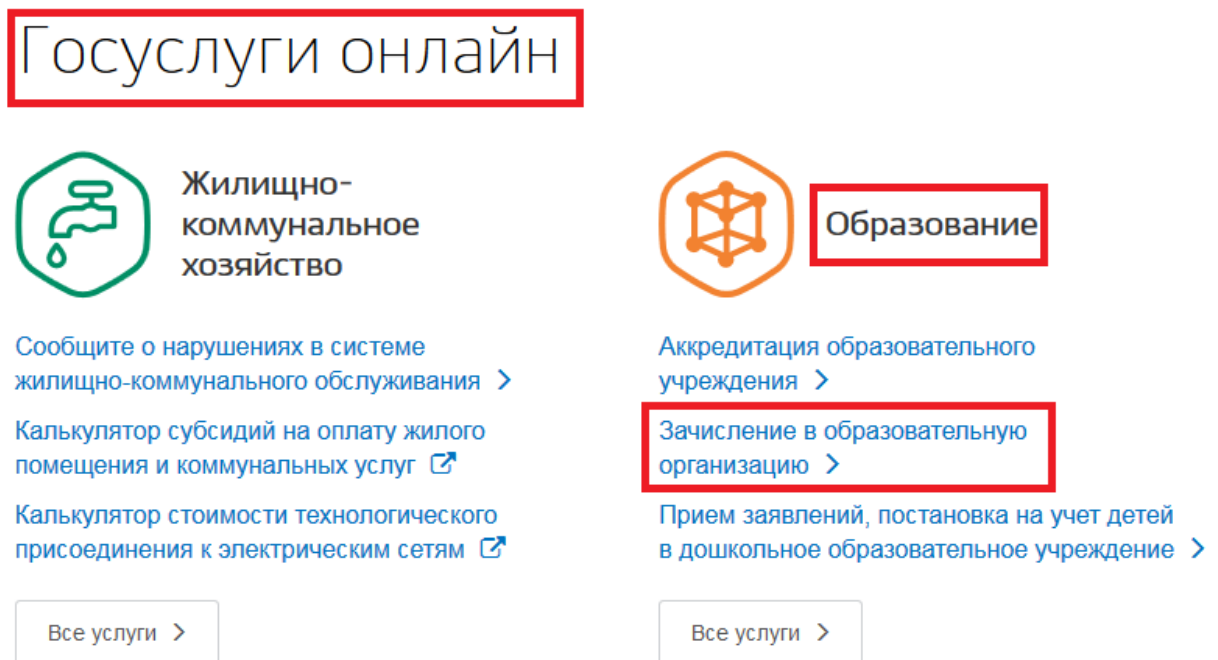 Госуслуги онлайн
Жилищно-
коммунальное
хозяйство
Сообщите о нарушениях в системе
жилищно-коммунального обслуживания
Калькулятор субсидий на оплату жилого
помещения и коммунальных услуг
Калькулятор стоимости технологического
присоединения к электрическим сетям
Все услуги
Образование
Аккредитация образовательного
учреждения
Зачисление в образовательную
организацию
Прием заявлений, постановка на учет детей
в дошкольное образовательное учреждение
Все услуги